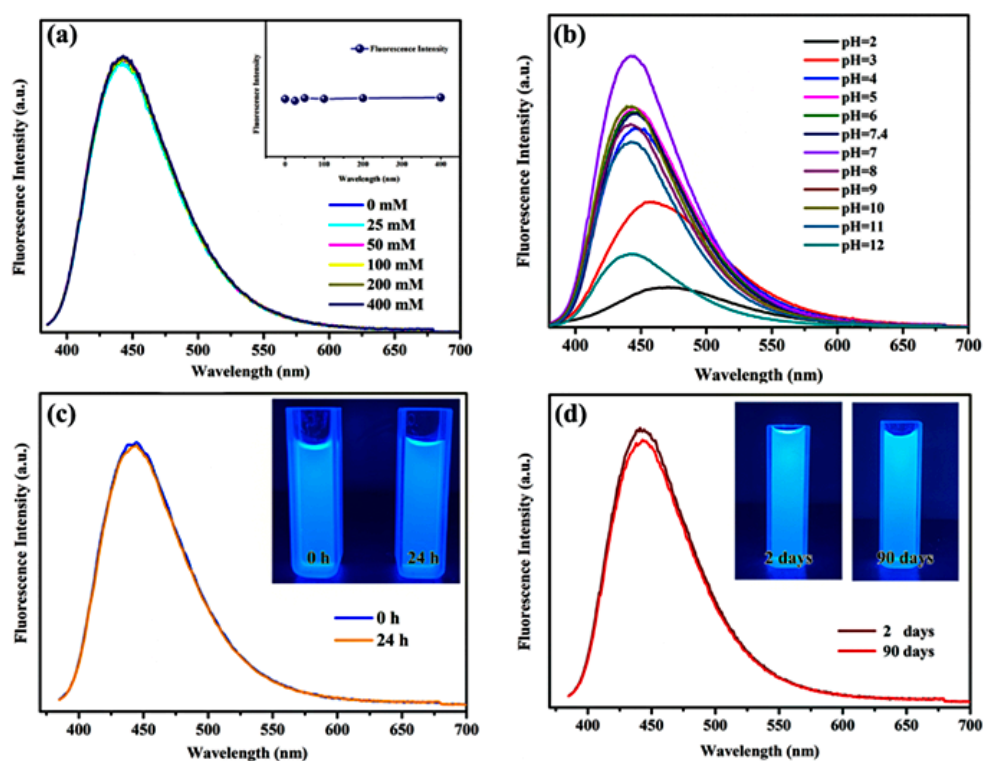 (a)
Fluorescence Intensity (a.u.)
Fluorescence Intensity
Fluorescence Intensity
0 100 200 300 400
Wavelength (nm)
0 mM
25 mM
50 mM
100 mM
200 mM
400 mM
400 450 500 550 600 650 700
Wavelength (nm)
(b)
Fluorescence Intensity (a.u.)
pH=2
pH=3
pH=4
pH=5
pH=6
pH=7.4
pH=7
pH=8
pH=9
pH=10
pH=11
pH=12
400 450 500 550 600 650 700
Wavelength (nm)
(c)
Fluorescence Intensity (a.u.)
0 h
24 h
0 h
24 h
400 450 500 550 600 650 700
Wavelength (nm)
(d)
Fluorescence Intensity (a.u.)
2 days
90 days
2 days
90 days
400 450 500 550 600 650 700
Wavelength (nm)